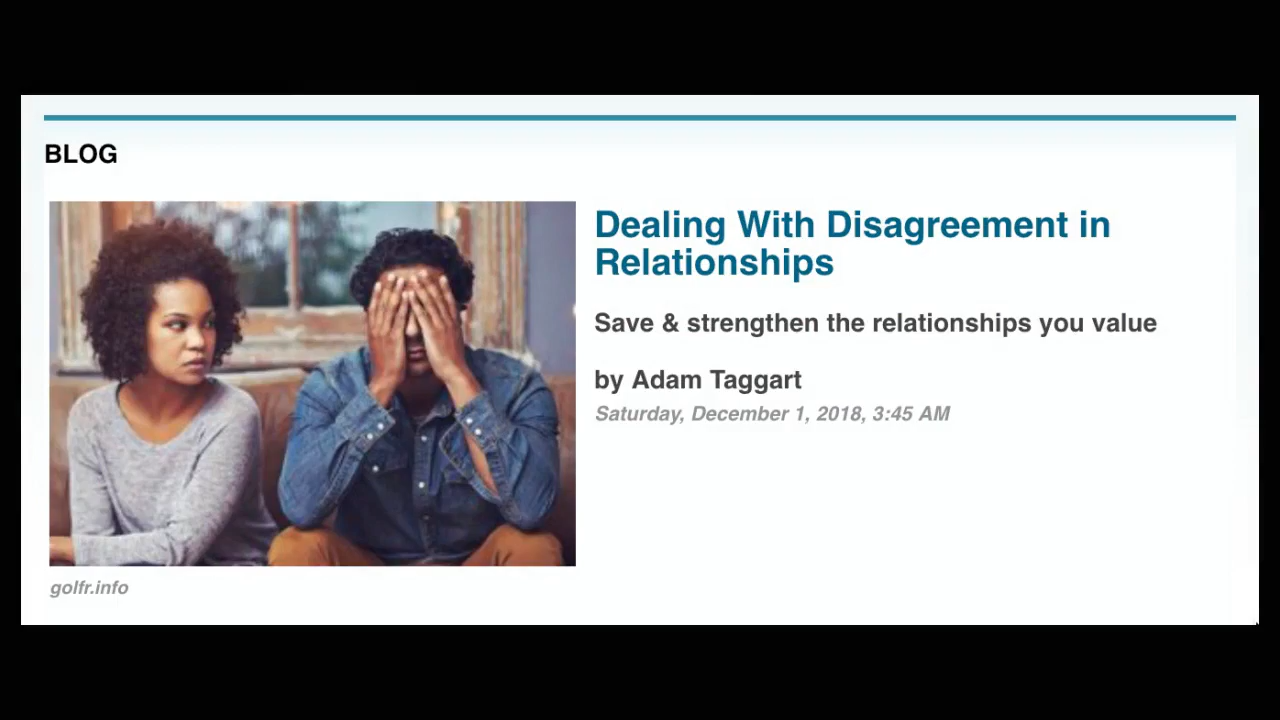 BLOG
Dealing With Disagreement in
Relationships
Save & strengthen the relationships you value
by Adam Taggart
Saturday, December 1, 2018, 3:45 AM
golfr.info